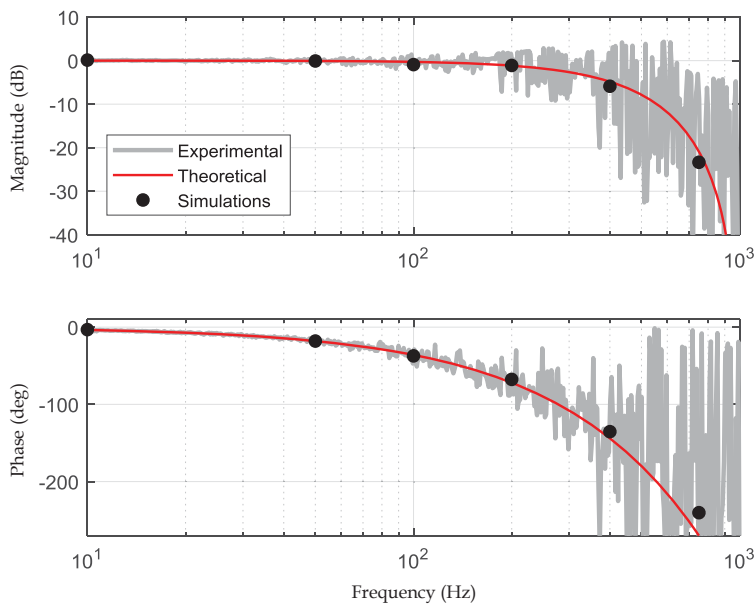 10
0
-10
-20
-30
-40
Magnitude (dB)
Experimental
Theoretical
Simulations
10^1
10^2
10^3
0
-100
-200
Phase (deg)
10^1
10^2
10^3
Frequency (Hz)